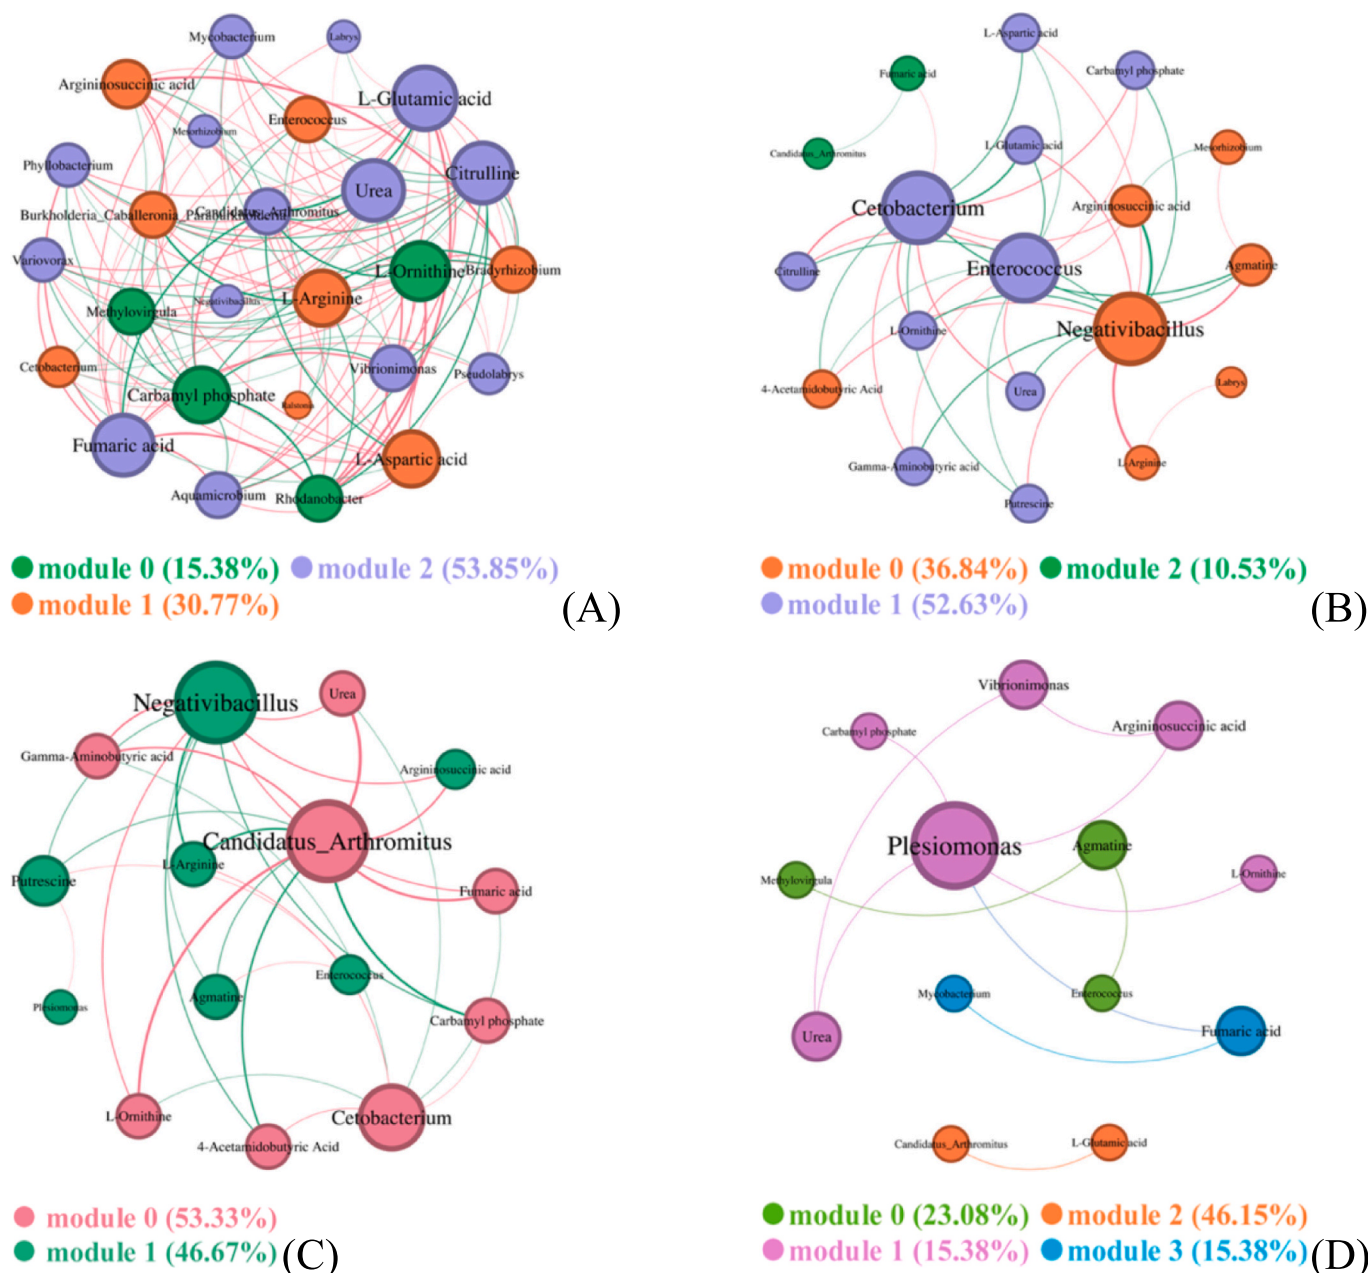 Mycobacterium
Labrys
Argininosuccinic acid
L-Glutamic acid
Enterococcus
Mesorhizobium
Phyllobacterium
Urea
Citrulline
Burkholderia_Caballeronia_Paraburkholderia
Candidatus_Arthromitus
Variovorax
L-Ornithine
Bradyrhizobium
Negativibacillus
L-Arginine
Methylovirgula
Cetobacterium
Vibrionimonas
Pseudolabrys
Carbamyl phosphate
Ralstonia
Fumaric acid
L-Aspartic acid
Aquamicrobium
Rhodanobacter
module 0 (15.38%)
module 2 (53.85%)
module 1 (30.77%)
(A)
L-Aspartic acid
Fumaric acid
Carbamyl phosphate
Candidatus_Arthromitus
L-Glutamic acid
Mesorhizobium
Cetobacterium
Argininosuccinic acid
Citrulline
Enterococcus
Agmatine
L-Ornithine
Negativibacillus
4-Acetamidobutyric Acid
Urea
Labrys
Gamma-Aminobutyric acid
L-Arginine
Putrescine
module 0 (36.84%)
module 2 (10.53%)
module 1 (52.63%)
(B)
Negativibacillus
Urea
Gamma-Aminobutyric acid
Argininosuccinic acid
Candidatus_Arthromitus
L-Arginine
Putrescine
Fumaric acid
Enterococcus
Agmatine
Plesiomonas
Carbamyl phosphate
L-Ornithine
Cetobacterium
4-Acetamidobutyric Acid
module 0 (53.33%)
module 1 (46.67%)
(C)
Vibrionimonas
Carbamyl phosphate
Argininosuccinic acid
Plesiomonas
Agmatine
Methylovirgula
L-Ornithine
Mycobacterium
Enterococcus
Urea
Fumaric acid
Candidatus_Arthromitus
L-Glutamic acid
module 0 (23.08%)
module 2 (46.15%)
module 1 (15.38%)
module 3 (15.38%)
(D)